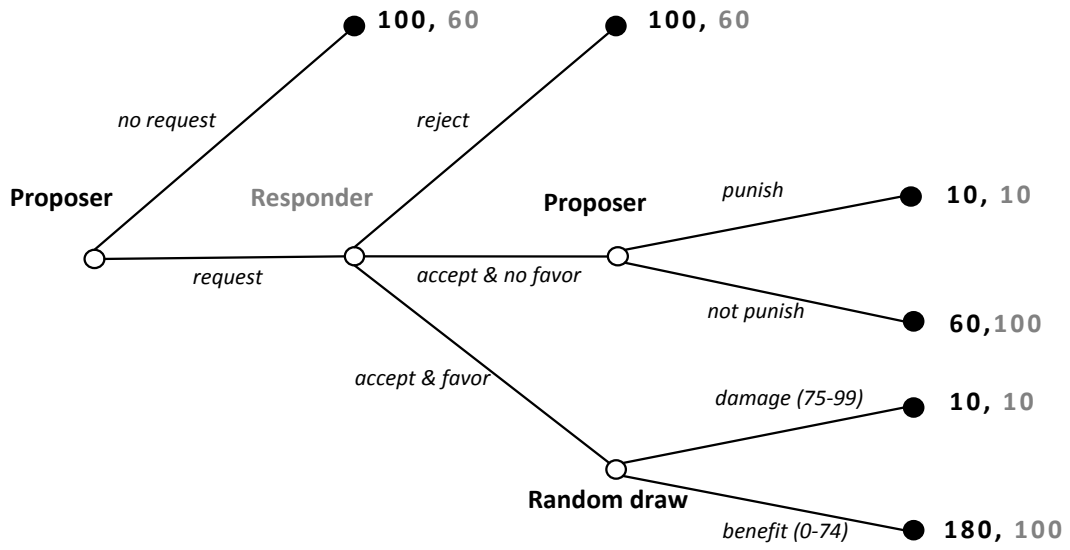 100, 60
100, 60
no request
reject
Proposer
Responder
Proposer
punish
10, 10
request
accept & no favor
not punish
60,100
accept & favor
damage (75-99)
10, 10
Random draw
benefit (0-74)
180, 100